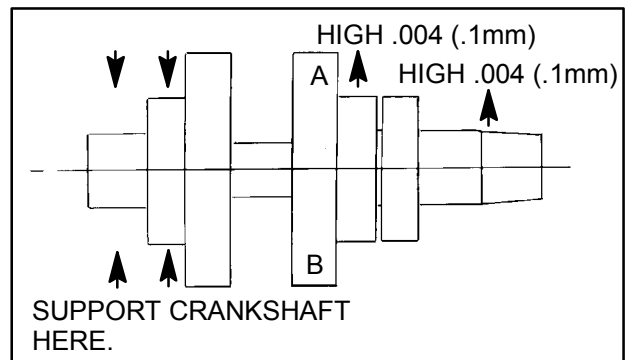 HIGH .004 (.1mm)
HIGH .004 (.1mm)
A
B
SUPPORT CRANKSHAFT
HERE.